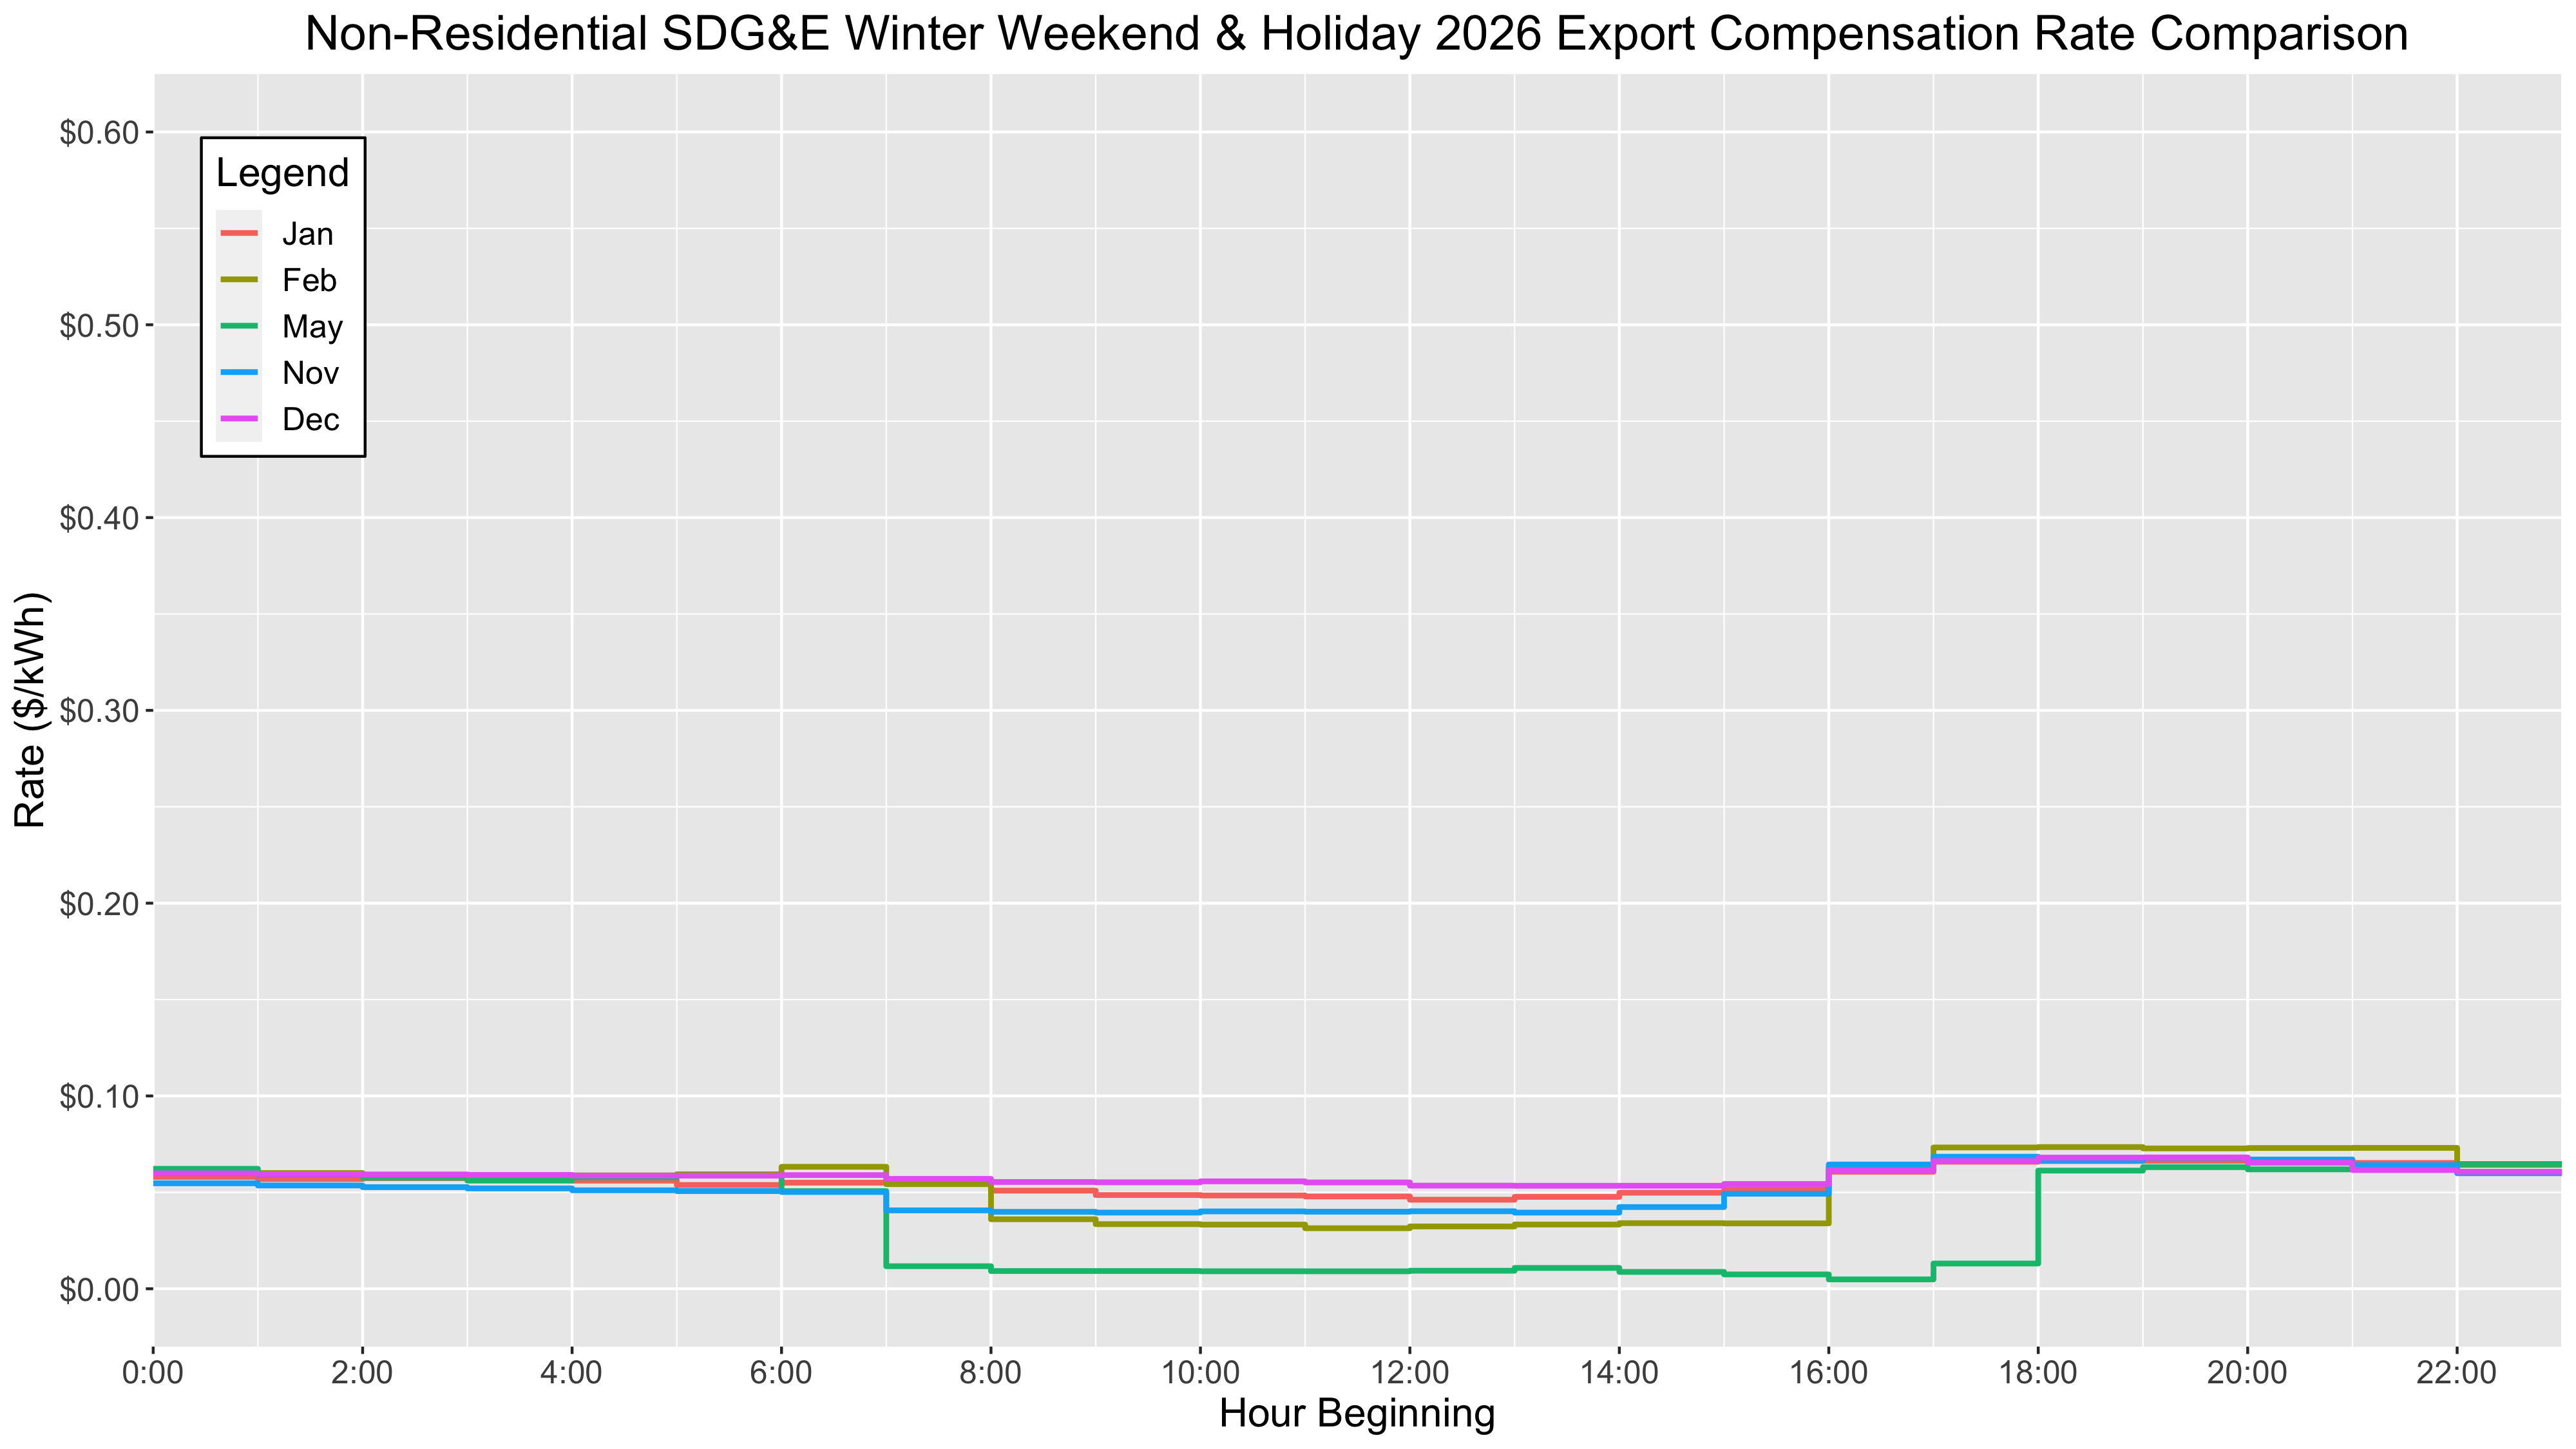 Non-Residential SDG&E Winter Weekend & Holiday 2026 Export Compensation Rate Comparison
$0.60
$0.50
$0.40
$0.30
$0.20
$0.10
$0.00
Rate ($/kWh)
Legend
Jan
Feb
May
Nov
Dec
0:00 2:00 4:00 6:00 8:00 10:00 12:00 14:00 16:00 18:00 20:00 22:00
Hour Beginning